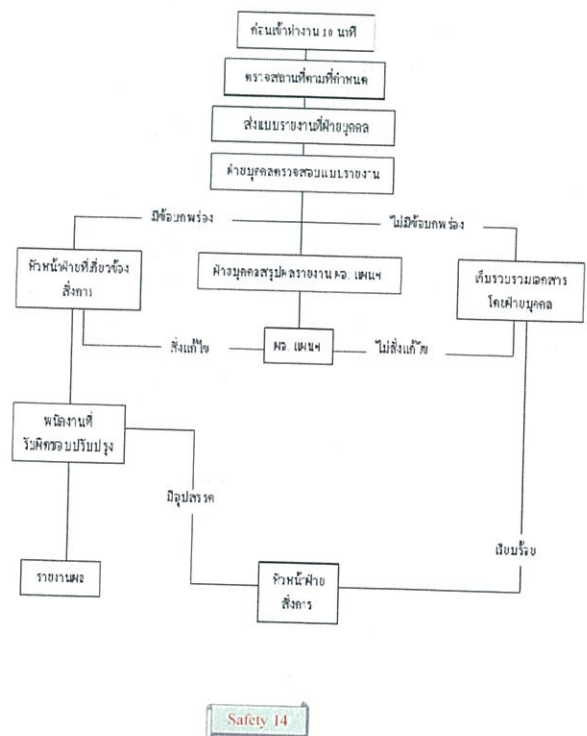 ก่อนเข้าทำงาน 10 นาที
ตรวจสถานที่ตามที่กำหนด
ส่งแบบรายงานที่ฝ่ายบุคคล
ฝ่ายบุคคลตรวจสอบแบบรายงาน
มีข้อบกพร่อง
ไม่มีข้อบกพร่อง
หัวหน้าฝ่ายที่เกี่ยวข้อง
สั่งการ
ฝ่ายบุคคลสรุปผลรายงาน ผจ. แผนฯ
เก็บรวบรวมเอกสาร
โดยฝ่ายบุคคล
สั่งแก้ไข
ผจ. แผนฯ
ไม่สั่งแก้ไข
พนักงานที่
รับผิดชอบปรับปรุง
มีอุปสรรค
เรียบร้อย
รายงานผล
หัวหน้าฝ่าย
สั่งการ
Safety 14